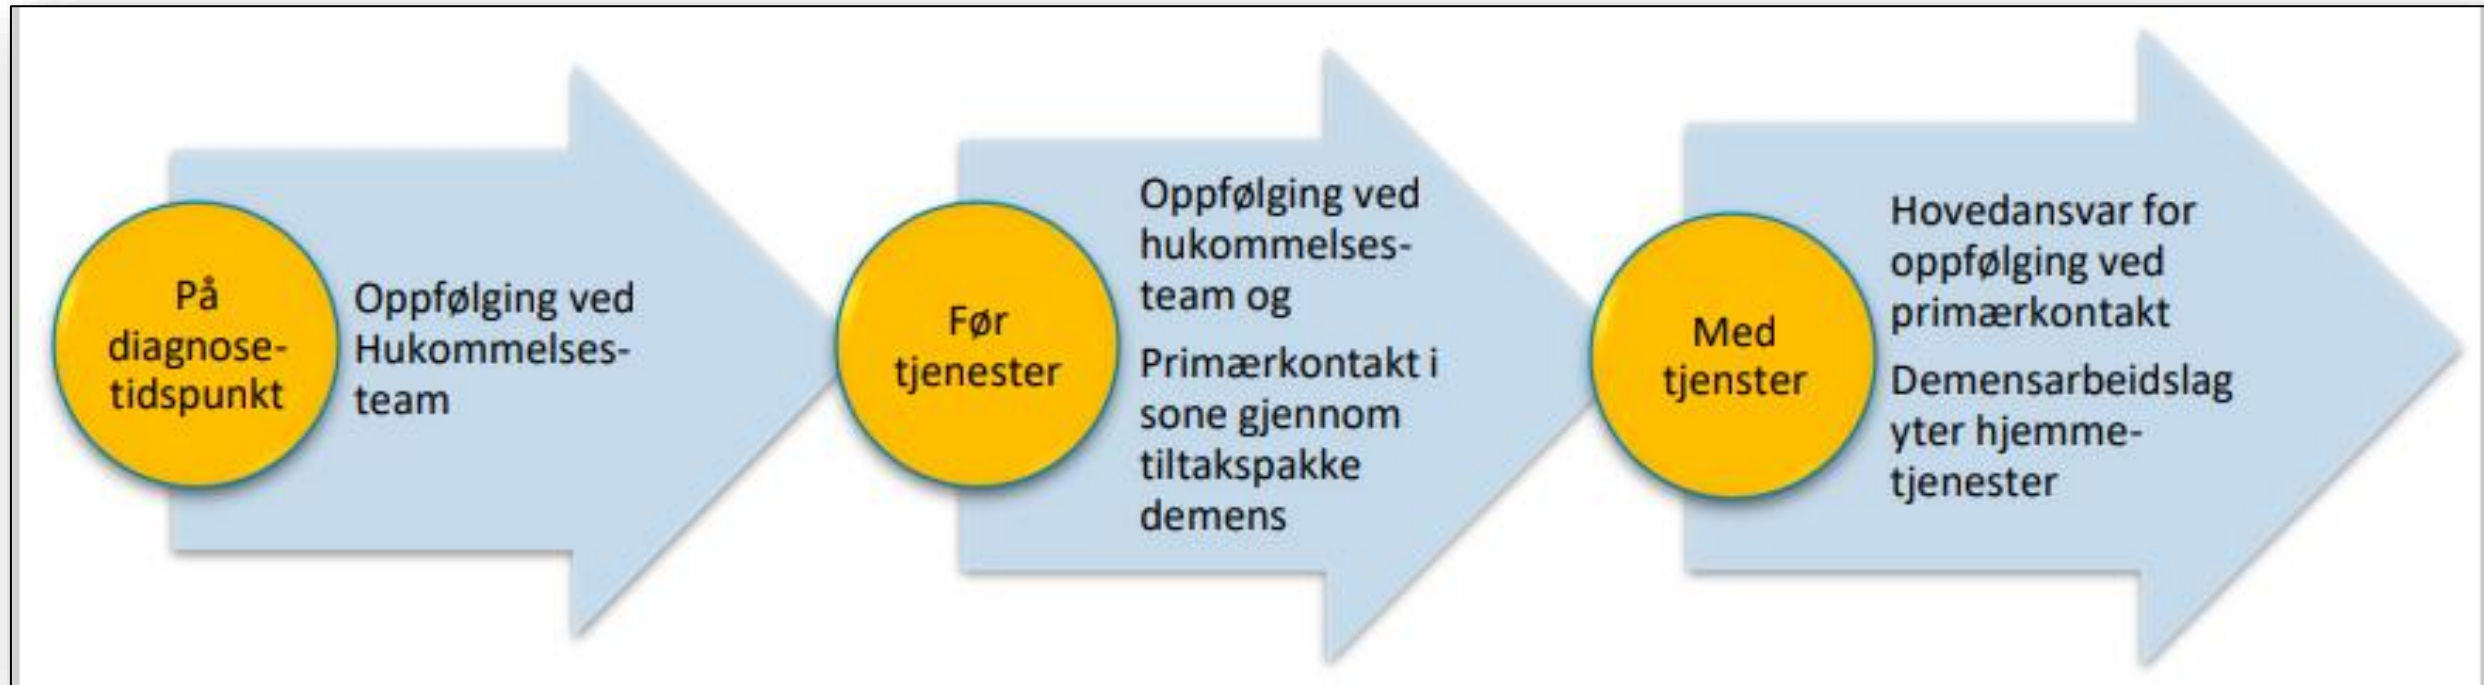 På
diagnose-
tidspunkt
Oppfølging ved
Hukommelses-
team
Før
tjenester
Oppfølging ved
hukommelses-
team og
Primærkontakt i
sone gjennom
tiltakspakke
demens
Med
tjenster
Hovedansvar for
oppfølging ved
primærkontakt
Demensarbeidslag
yter hjemme-
tjenester